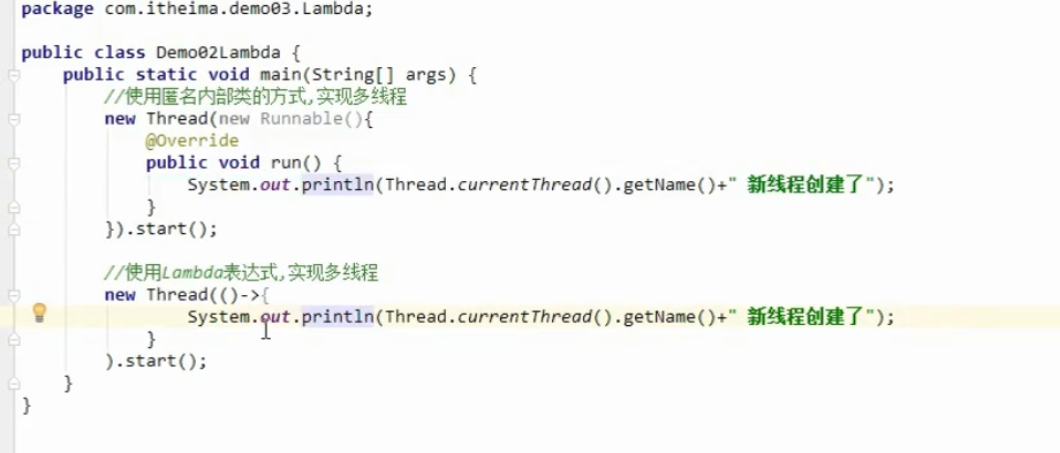 package com.itheima.demo03.Lambda;
public class Demo02Lambda {
public static void main(String[] args) {
//使用匿名内部类的方式,实现多线程
new Thread(new Runnable(){
@Override
public void run() {
System.out.println(Thread.currentThread().getName()+" 新线程创建了");
}
}).start();
//使用Lambda表达式,实现多线程
new Thread(()->{
System.out.println(Thread.currentThread().getName()+" 新线程创建了");
}
).start();
}
}